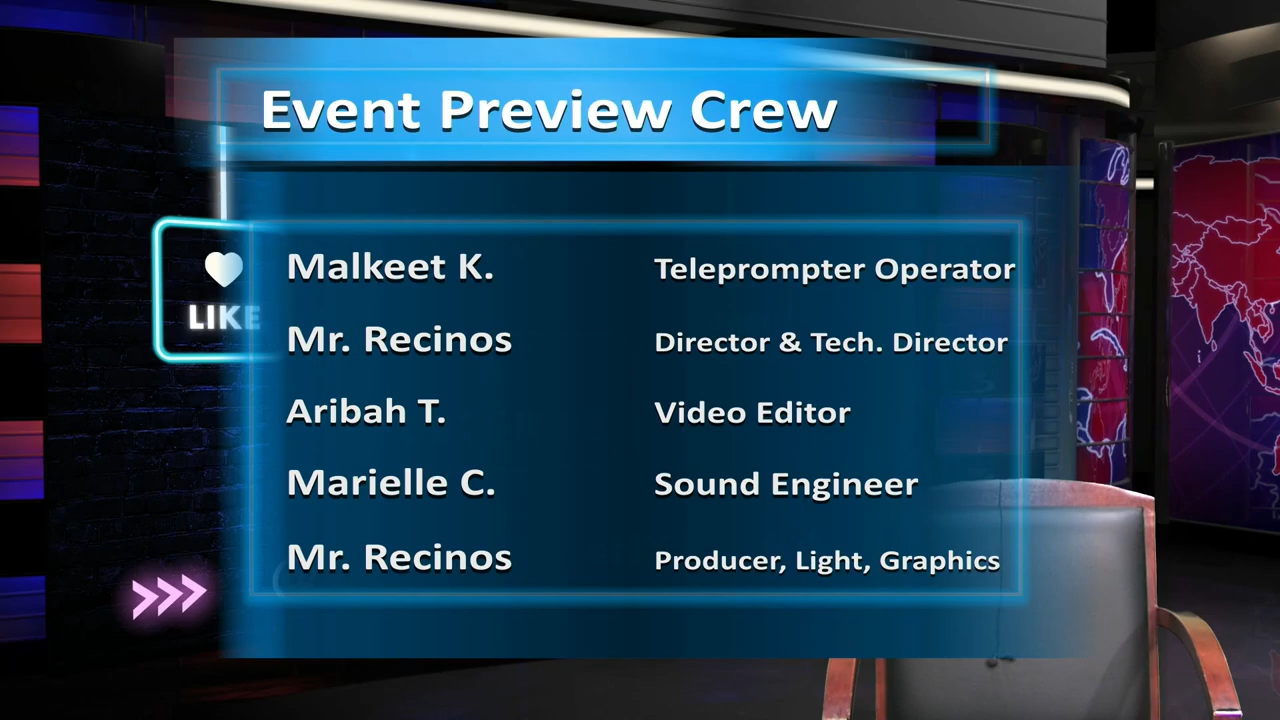 Event Preview Crew
LIKE
Malkeet K. Teleprompter Operator
Mr. Recinos Director & Tech. Director
Aribah T. Video Editor
Marielle C. Sound Engineer
Mr. Recinos Producer, Light, Graphics